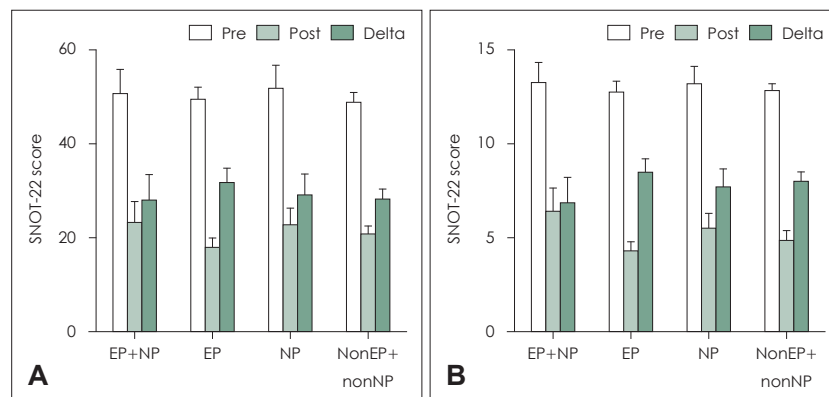 Pre Post Delta
SNOT-22 score
60
40
20
0
EP+NP EP NP NonEP+
nonNP
A
Pre Post Delta
SNOT-22 score
15
10
5
0
EP+NP EP NP NonEP+
nonNP
B